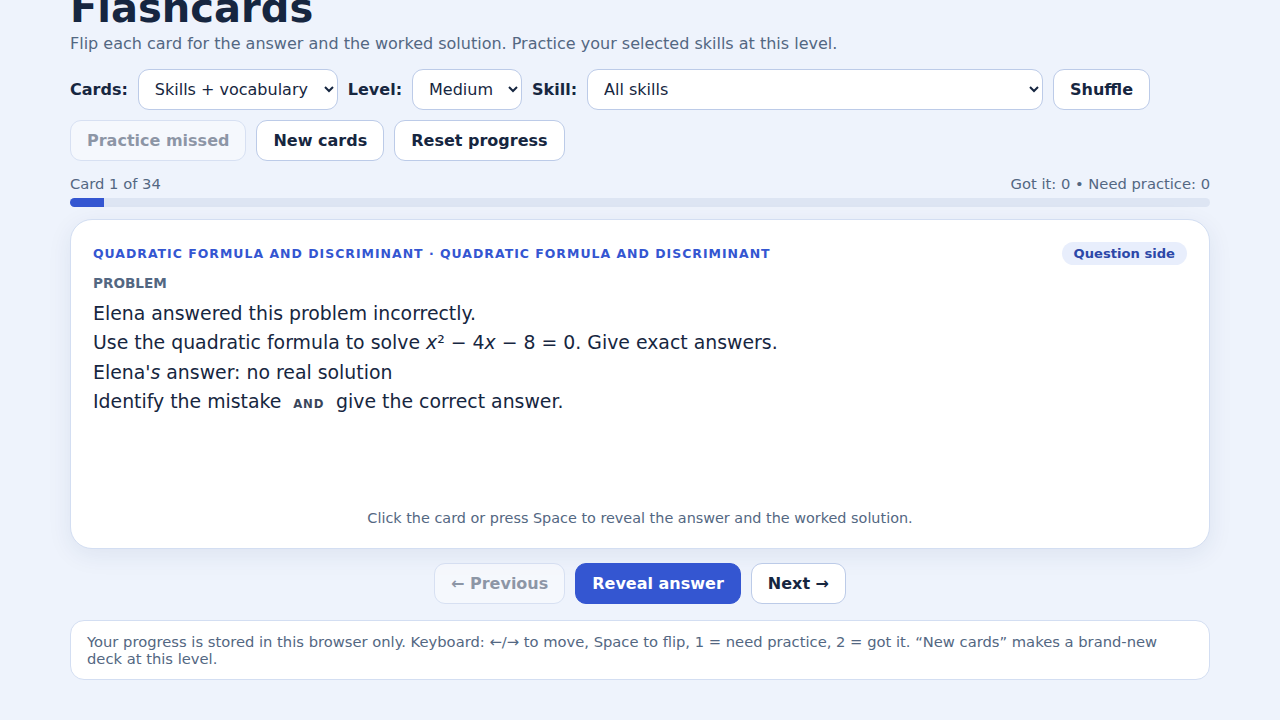 Flashcards
Flip each card for the answer and the worked solution. Practice your selected skills at this level.
Cards: Skills + vocabulary Level: Medium Skill: All skills Shuffle
Practice missed New cards Reset progress
Card 1 of 34 Got it: 0 • Need practice: 0
QUADRATIC FORMULA AND DISCRIMINANT · QUADRATIC FORMULA AND DISCRIMINANT Question side
PROBLEM
Elena answered this problem incorrectly.
Use the quadratic formula to solve x² − 4x − 8 = 0. Give exact answers.
Elena's answer: no real solution
Identify the mistake AND give the correct answer.
Click the card or press Space to reveal the answer and the worked solution.
← Previous Reveal answer Next →
Your progress is stored in this browser only. Keyboard: ←/→ to move, Space to flip, 1 = need practice, 2 = got it. “New cards” makes a brand-new
deck at this level.